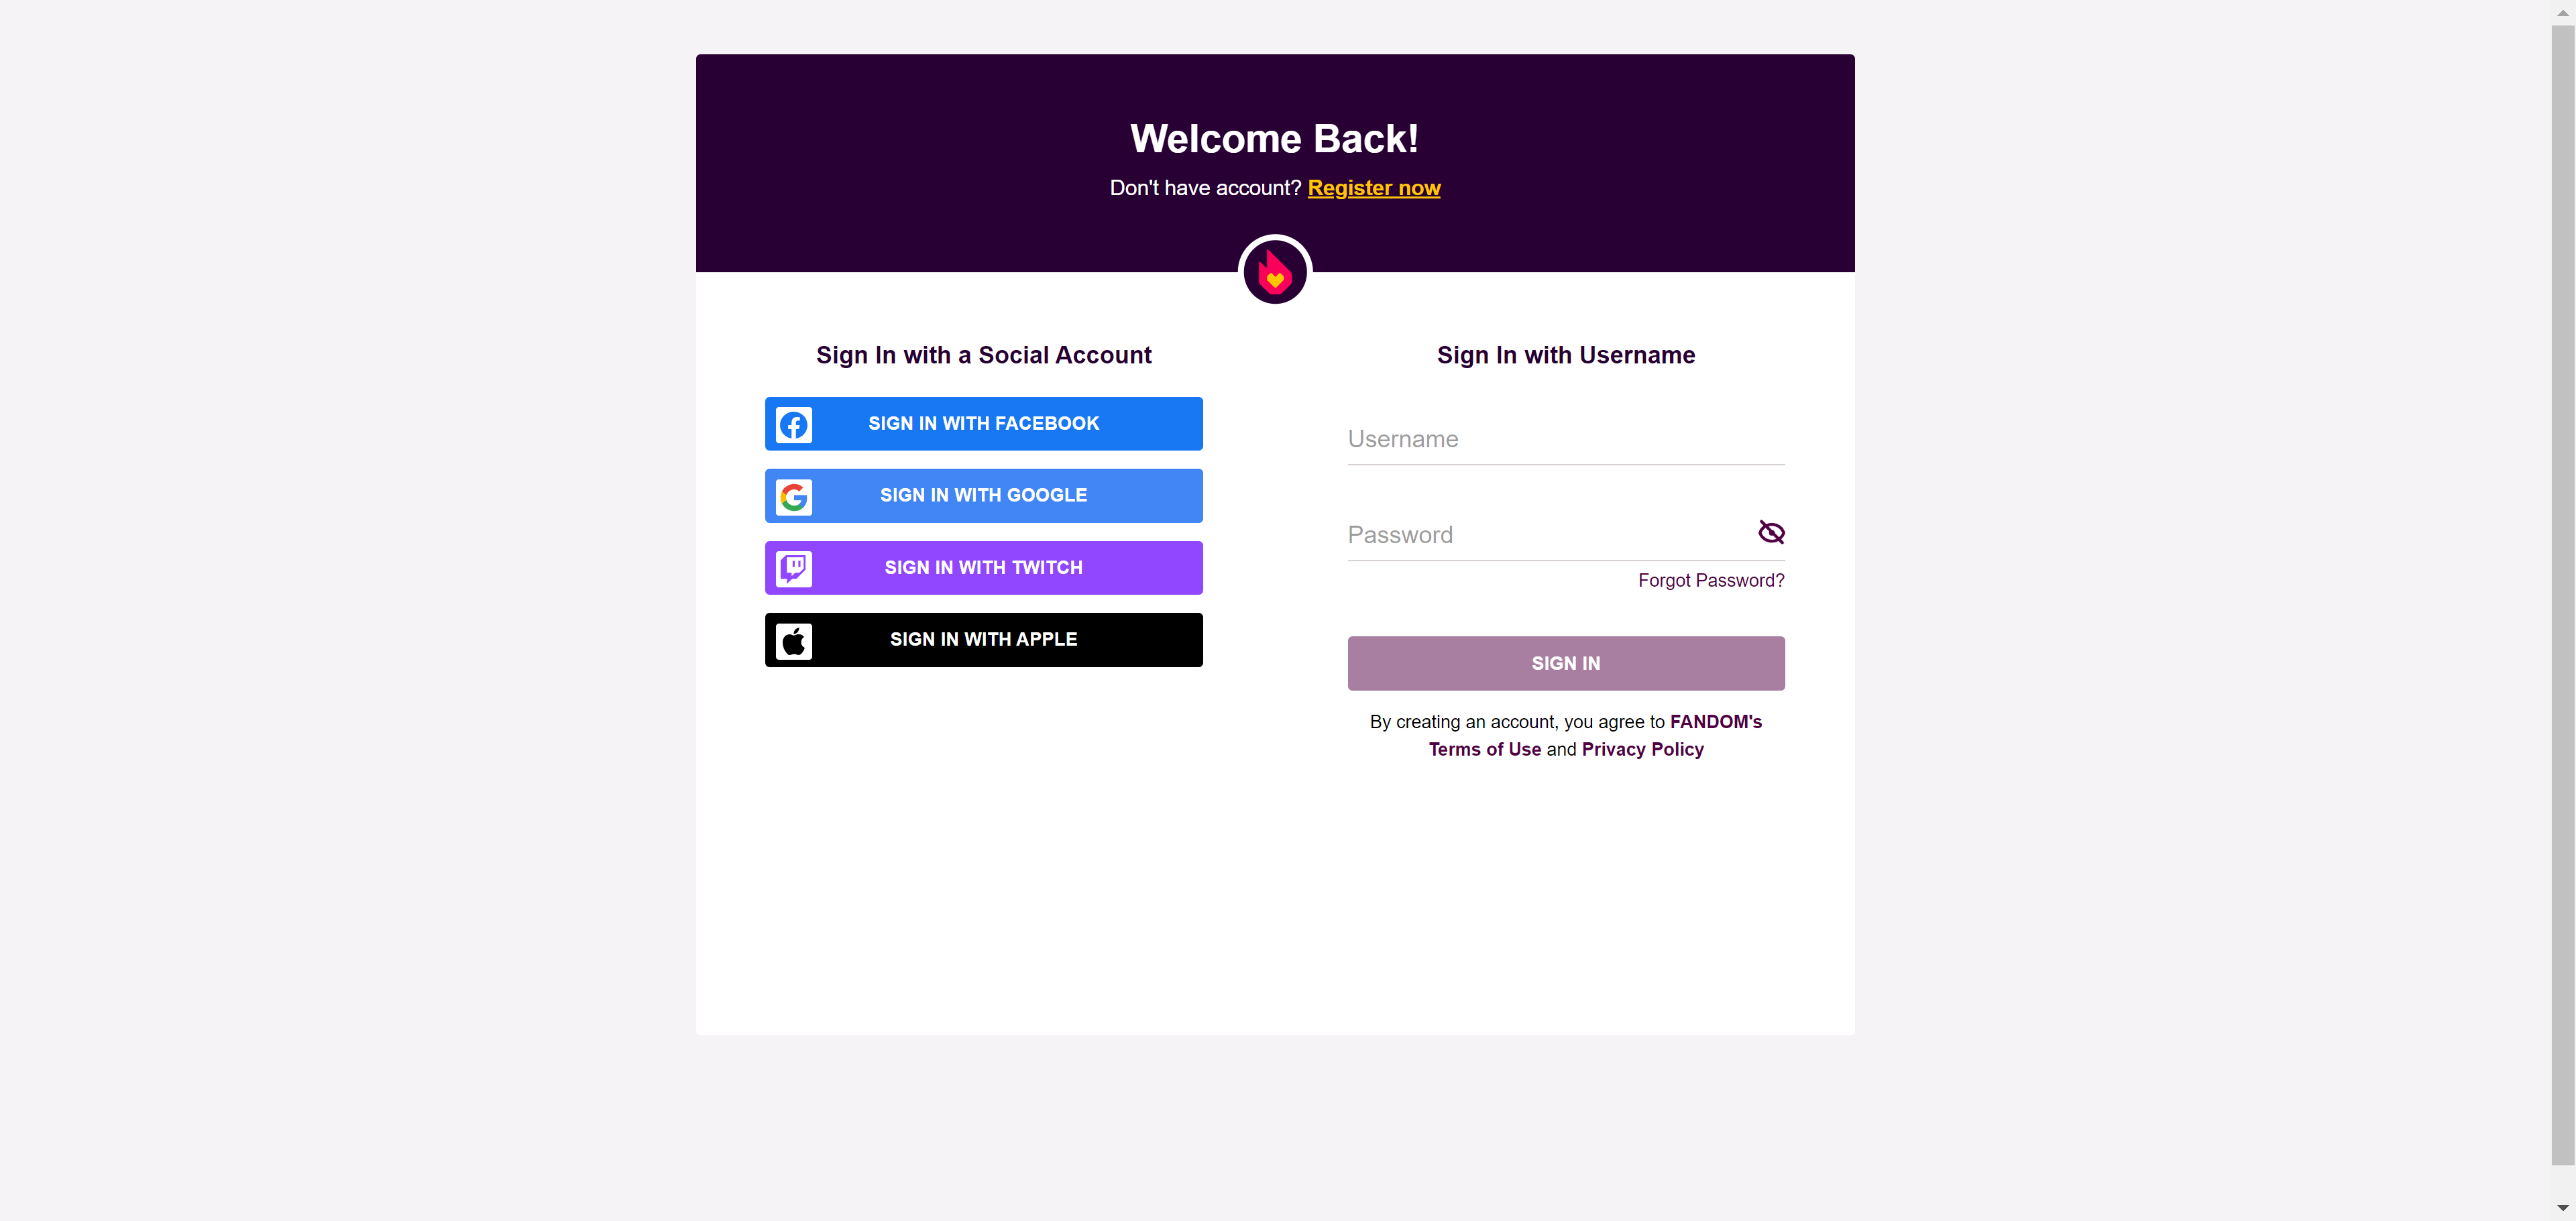 Welcome Back!
Don't have account? Register now
Sign In with a Social Account
SIGN IN WITH FACEBOOK
SIGN IN WITH GOOGLE
SIGN IN WITH TWITCH
SIGN IN WITH APPLE
Sign In with Username
Username
Password
Forgot Password?
SIGN IN
By creating an account, you agree to FANDOM's
Terms of Use and Privacy Policy